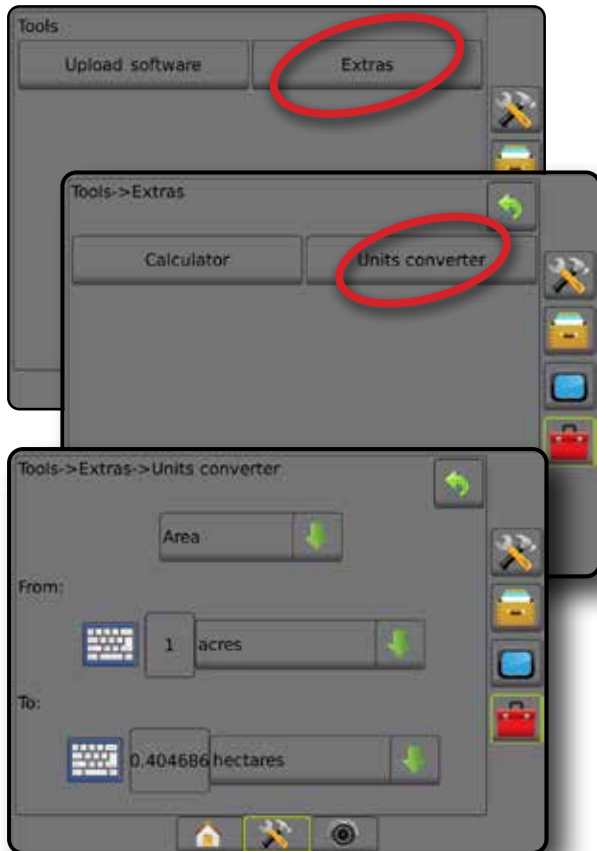 Tools
Upload software Extras
Tools->Extras
Calculator Units converter
Tools->Extras->Units converter
Area
From:
1 acres
To:
0.404686 hectares